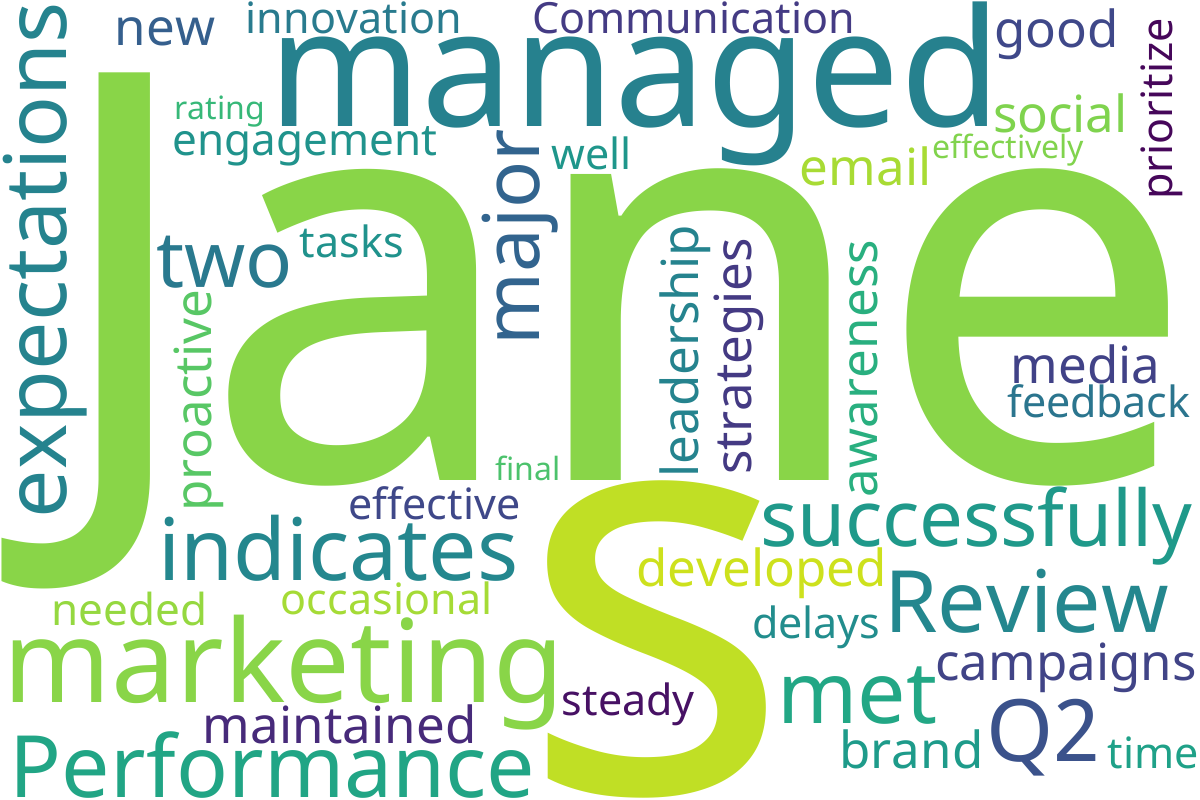 new
innovation
Communication
good
managed
expectations
Jane
rating
engagement
major
well
email
social
effectively
prioritize
two
tasks
proactive
leadership
strategies
awareness
media
feedback
final
effective
indicates
S
successfully
developed
needed
occasional
delays
Review
marketing
steady
met
campaigns
maintained
Performance
brand
Q2
time